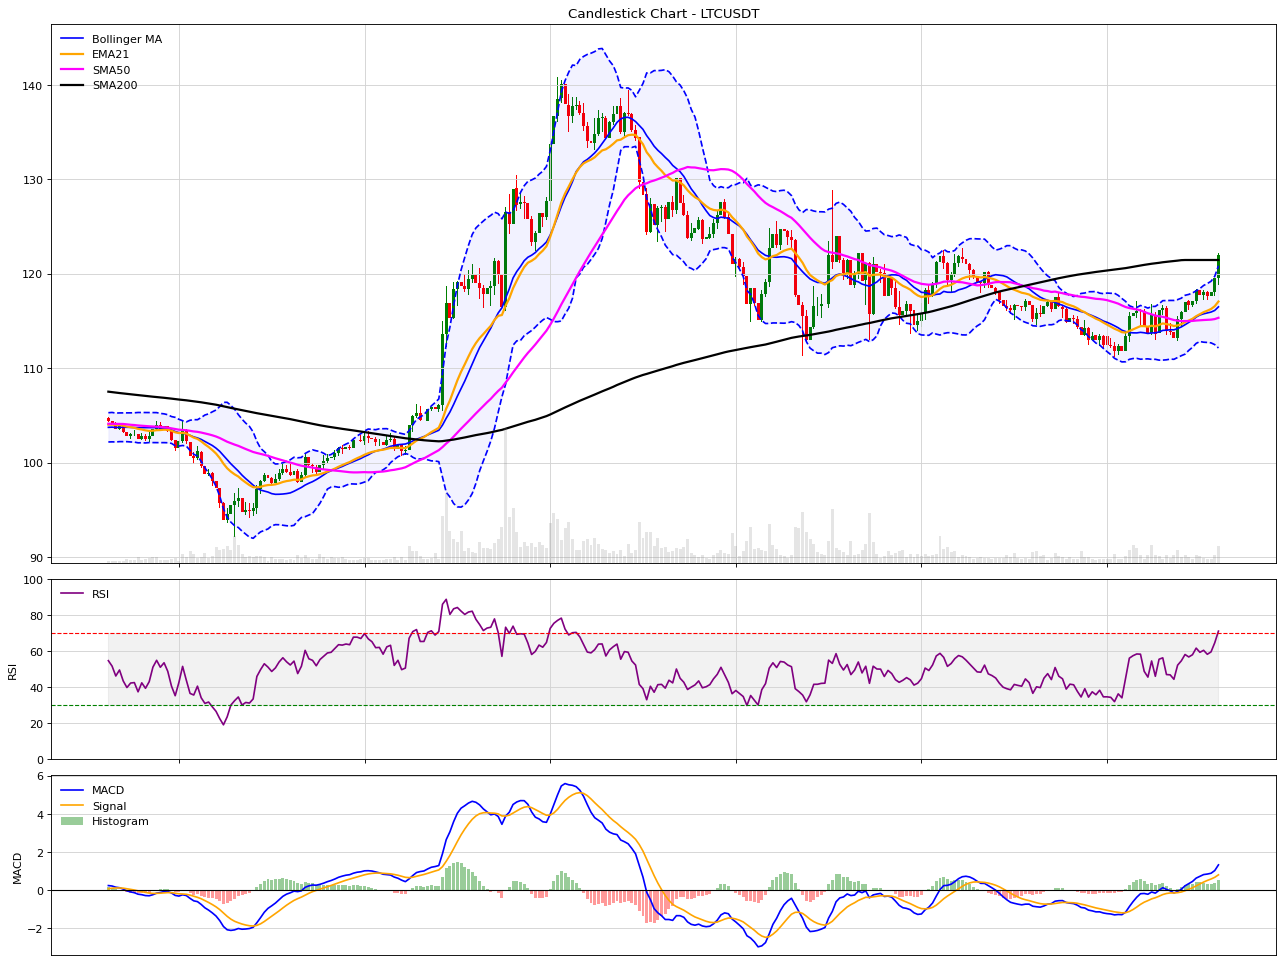 Candlestick Chart - LTCUSDT
Bollinger MA
EMA21
SMA50
SMA200
140
130
120
110
100
90
100
80
60
40
20
0
RSI
RSI
6
4
2
0
−2
MACD
MACD
Signal
Histogram